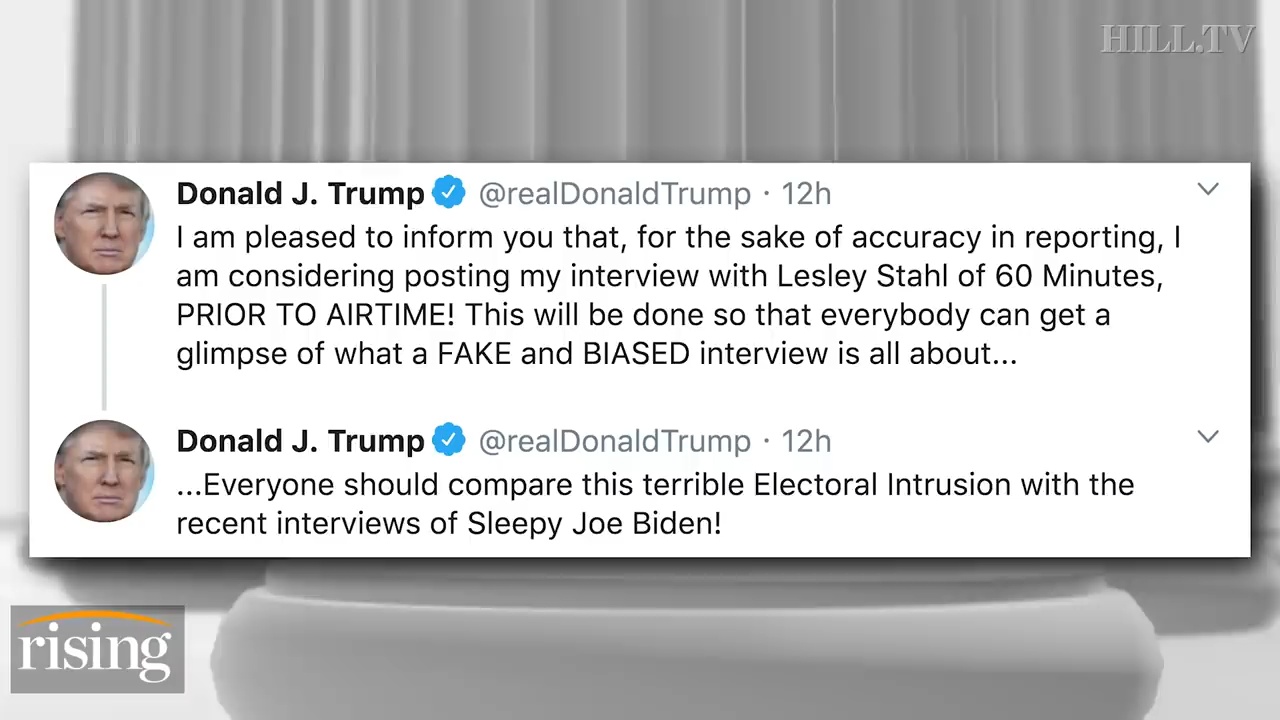 HILL.TV
Donald J. Trump @realDonaldTrump · 12h
I am pleased to inform you that, for the sake of accuracy in reporting, I
am considering posting my interview with Lesley Stahl of 60 Minutes,
PRIOR TO AIRTIME! This will be done so that everybody can get a
glimpse of what a FAKE and BIASED interview is all about...
Donald J. Trump @realDonaldTrump · 12h
...Everyone should compare this terrible Electoral Intrusion with the
recent interviews of Sleepy Joe Biden!
rising